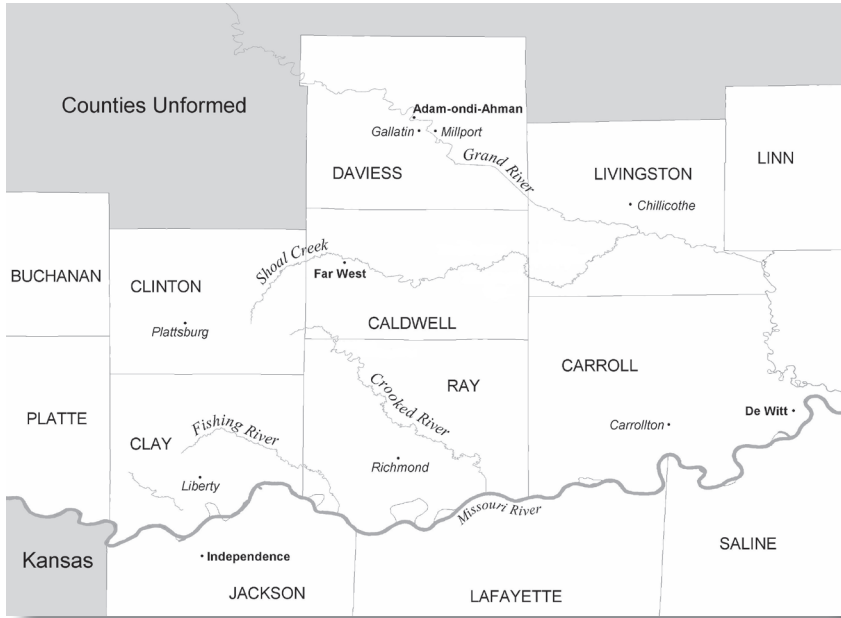 Counties Unformed
Adam-ondi-Ahman
Gallatin
Millport
Grand River
DAVIESS
LIVINGSTON
LINN
Chillicothe
Shoal Creek
Far West
BUCHANAN
CLINTON
Plattsburg
CALDWELL
CARROLL
Crooked River
RAY
PLATTE
Fishing River
CLAY
Carrollton
De Witt
Richmond
Liberty
Missouri River
Kansas
Independence
SALINE
JACKSON
LAFAYETTE